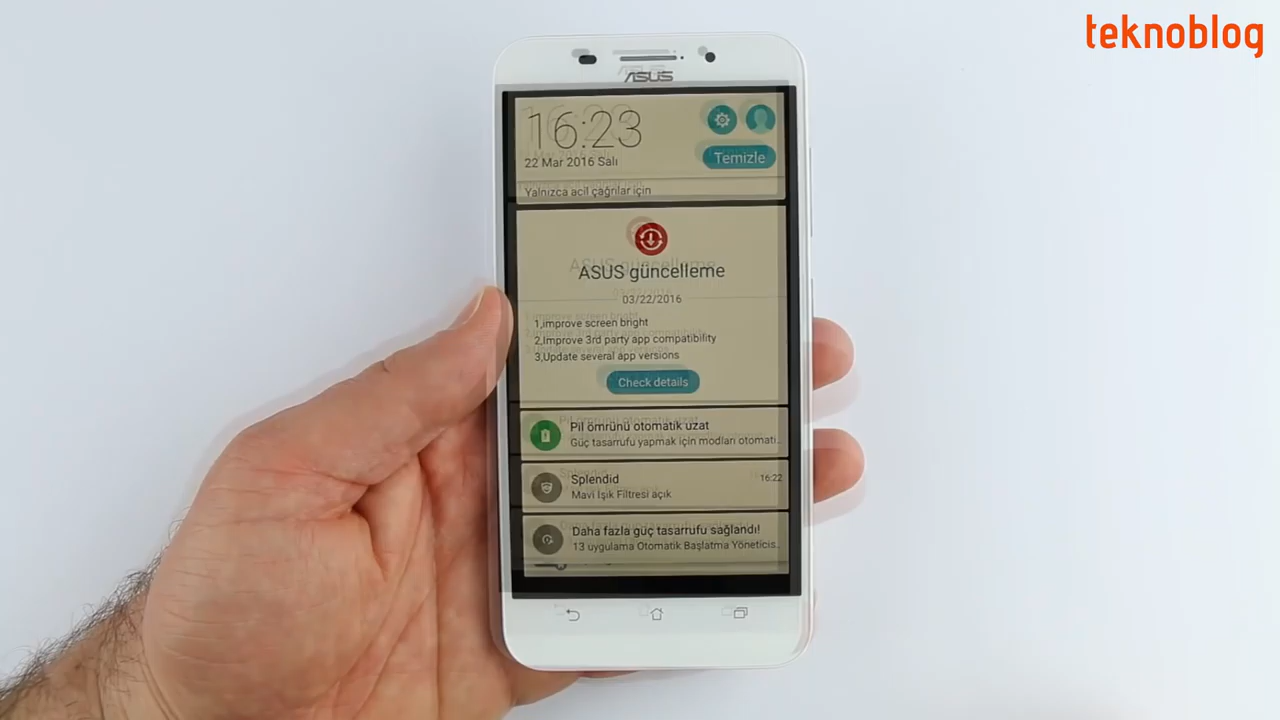 teknoblog
ASUS
16:23
22 Mar 2016 Salı
Temizle
Yalnızca acil çağrılar için
ASUS güncelleme
03/22/2016
1,improve screen bright
2,Improve 3rd party app compatibility
3,Update several app versions
Check details
Pil ömrünü otomatik uzat
Güç tasarrufu yapmak için modları otomati..
Splendid 16:22
Mavi Işık Filtresi açık
Daha fazla güç tasarrufu sağlandı!
13 uygulama Otomatik Başlatma Yöneticis..